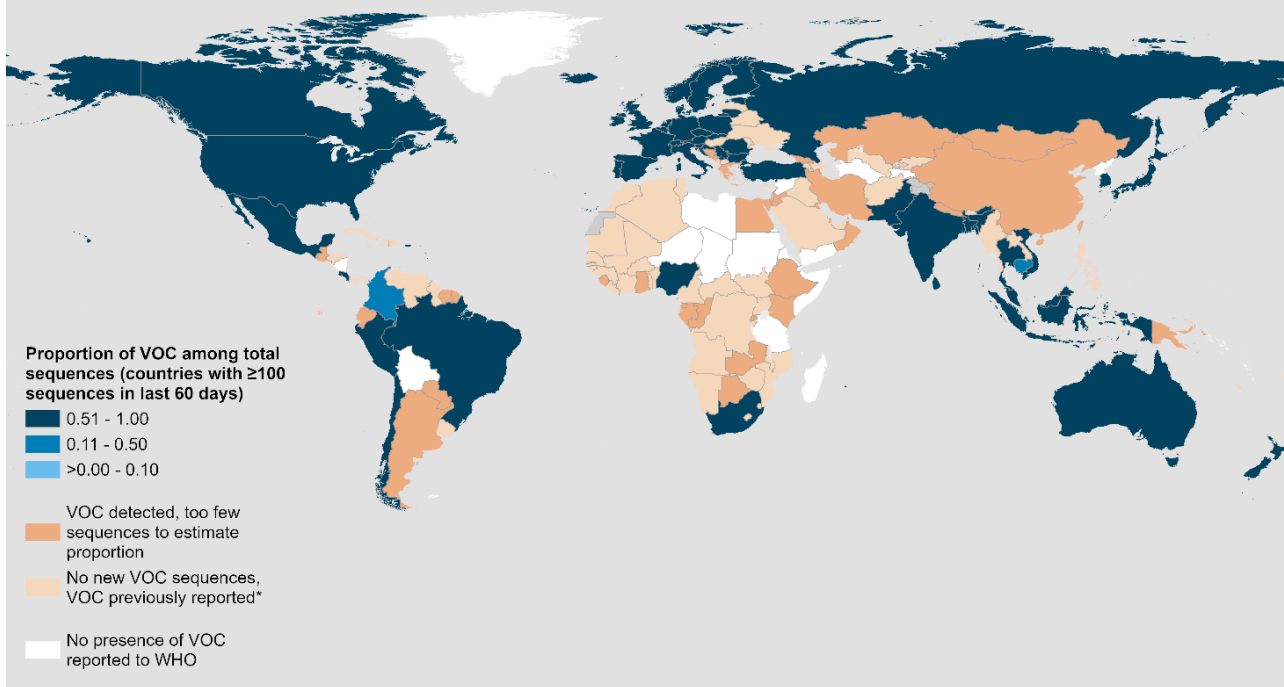 Proportion of VOC among total
sequences (countries with ≥100
sequences in last 60 days)
0.51 - 1.00
0.11 - 0.50
>0.00 - 0.10
VOC detected, too few
sequences to estimate
proportion
No new VOC sequences,
VOC previously reported*
No presence of VOC
reported to WHO